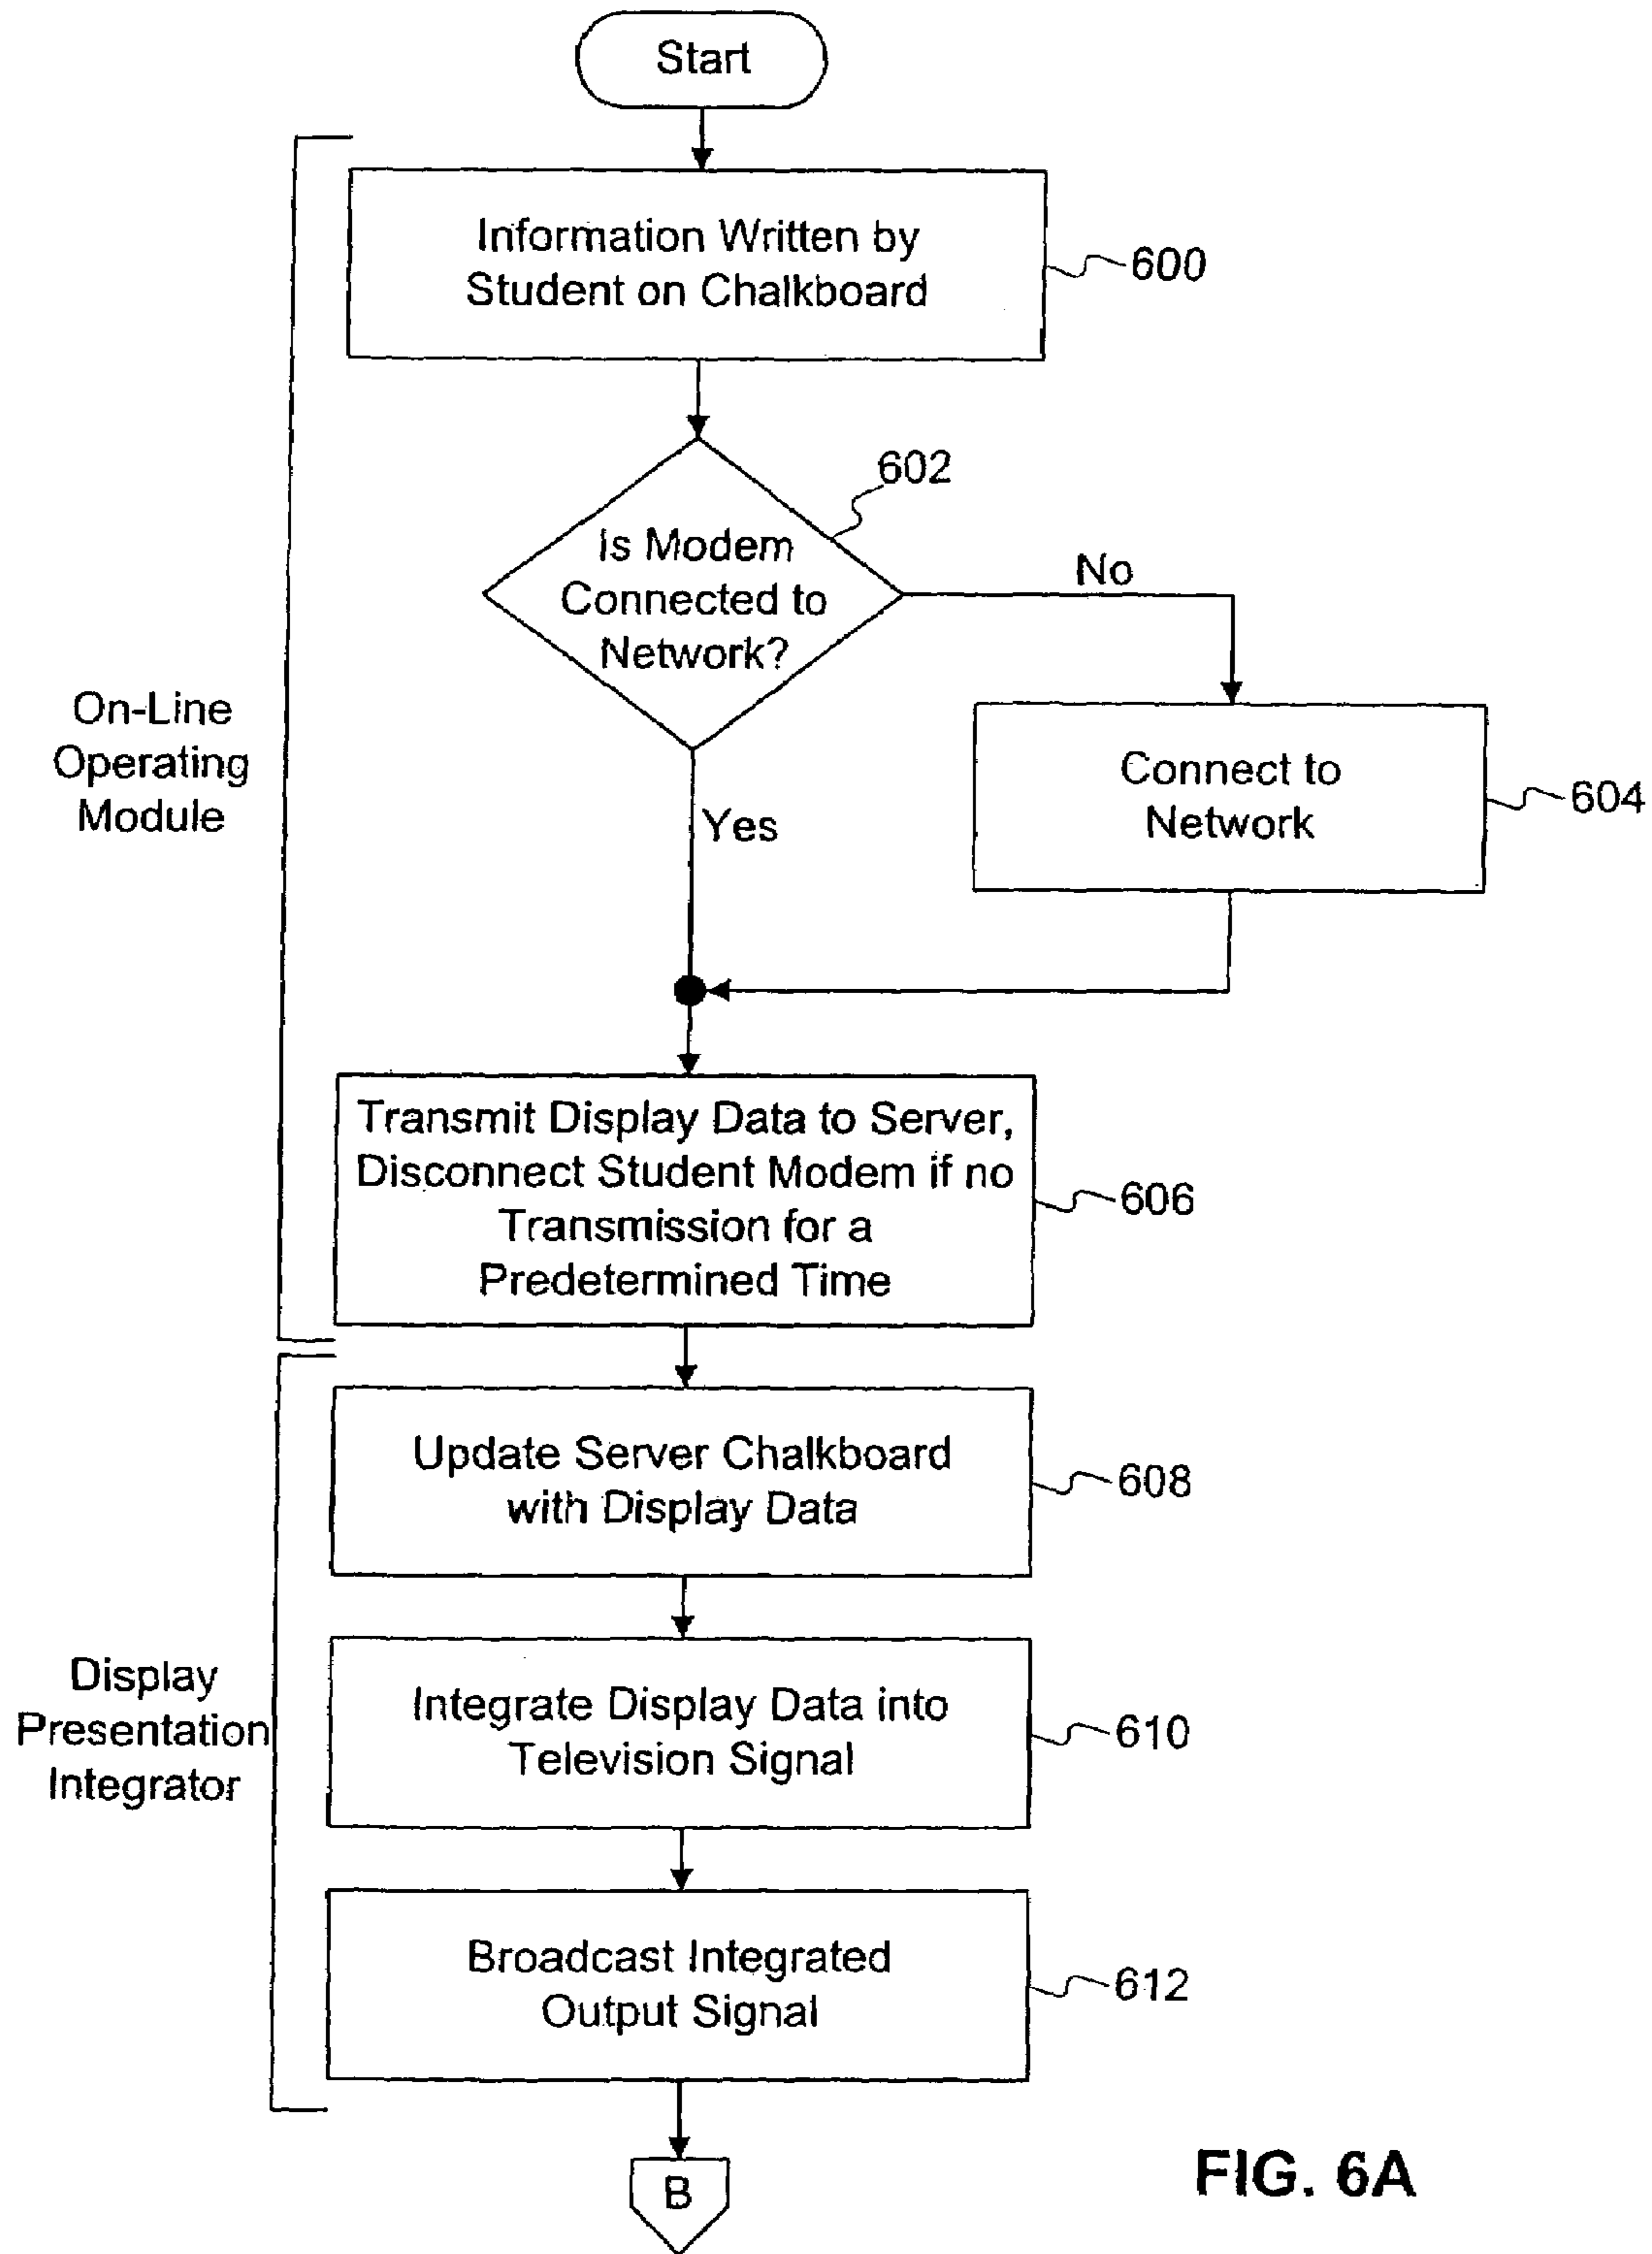 Start
Information Written by
Student on Chalkboard
600
602
Is Modem
Connected to
Network?
No
Yes
Connect to
Network
604
On-Line
Operating
Module
Transmit Display Data to Server,
Disconnect Student Modem if no
Transmission for a
Predetermined Time
606
Update Server Chalkboard
with Display Data
608
Display
Presentation
Integrator
Integrate Display Data into
Television Signal
610
Broadcast Integrated
Output Signal
612
B
FIG. 6A